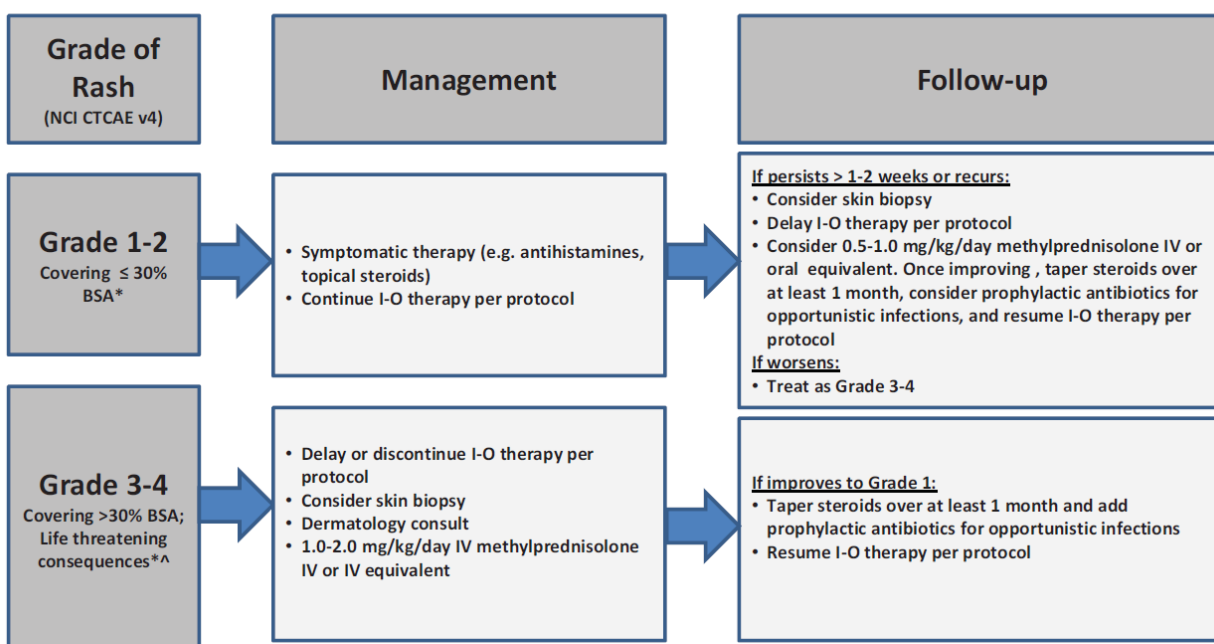 Grade of
Rash
(NCI CTCAE v4)
Management
Follow-up
Grade 1-2
Covering ≤ 30%
BSA*
• Symptomatic therapy (e.g. antihistamines,
topical steroids)
• Continue I-O therapy per protocol
If persists > 1-2 weeks or recurs:
• Consider skin biopsy
• Delay I-O therapy per protocol
• Consider 0.5-1.0 mg/kg/day methylprednisolone IV or
oral equivalent. Once improving , taper steroids over
at least 1 month, consider prophylactic antibiotics for
opportunistic infections, and resume I-O therapy per
protocol
If worsens:
• Treat as Grade 3-4
Grade 3-4
Covering >30% BSA;
Life threatening
consequences*^
• Delay or discontinue I-O therapy per
protocol
• Consider skin biopsy
• Dermatology consult
• 1.0-2.0 mg/kg/day IV methylprednisolone
IV or IV equivalent
If improves to Grade 1:
• Taper steroids over at least 1 month and add
prophylactic antibiotics for opportunistic infections
• Resume I-O therapy per protocol